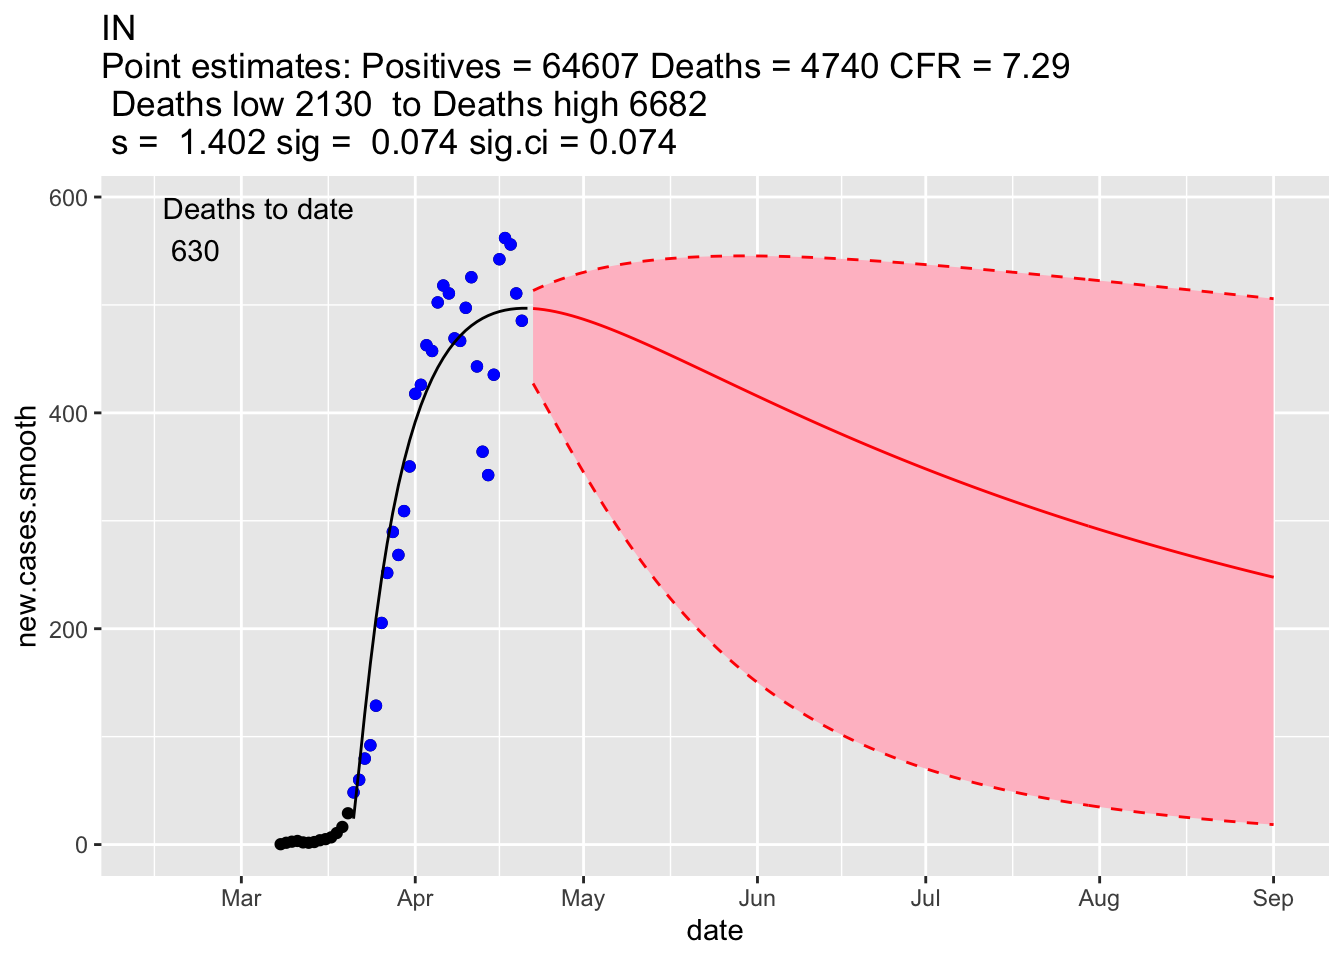 IN
Point estimates: Positives = 64607 Deaths = 4740 CFR = 7.29
Deaths low 2130  to Deaths high 6682
s =  1.402 sig =  0.074 sig.ci = 0.074
600
Deaths to date
630
400
200
0
new.cases.smooth
Mar Apr May Jun Jul Aug Sep
date